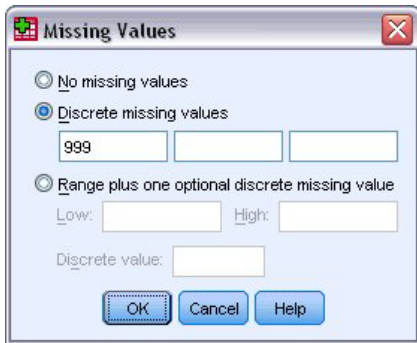 Missing Values
No missing values
Discrete missing values
999
Range plus one optional discrete missing value
Low: High:
Discrete value:
OK Cancel Help